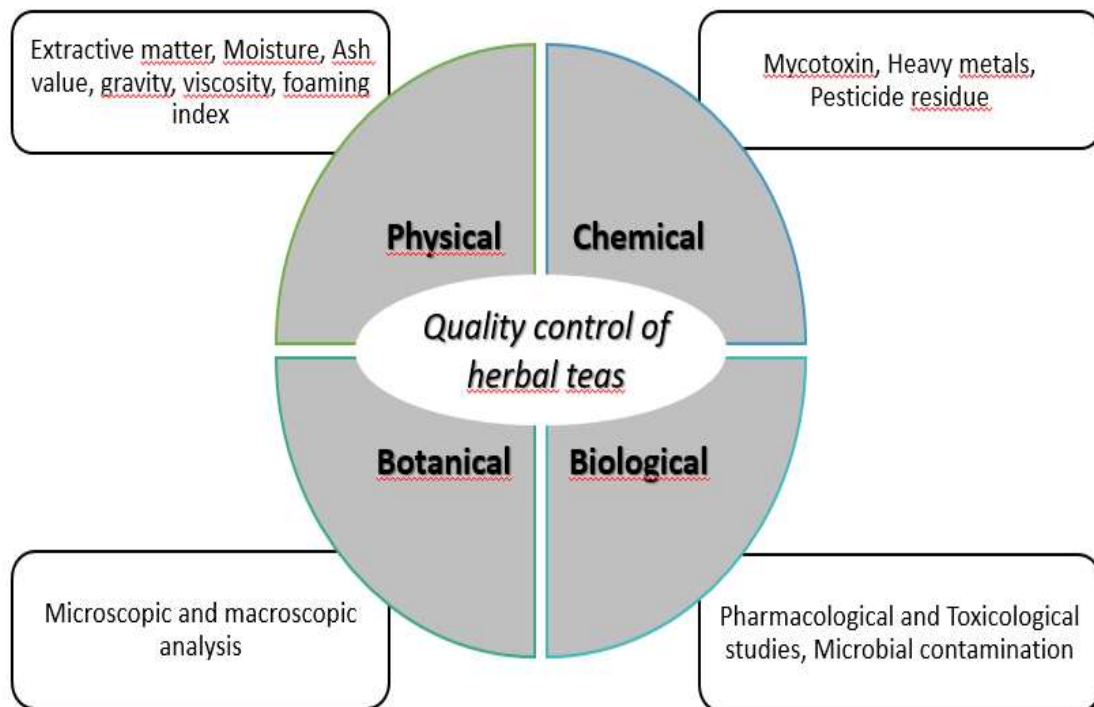 Extractive matter, Moisture, Ash
value, gravity, viscosity, foaming
index
Mycotoxin, Heavy metals,
Pesticide residue
Physical
Chemical
Quality control of
herbal teas
Botanical
Biological
Microscopic and macroscopic
analysis
Pharmacological and Toxicological
studies, Microbial contamination